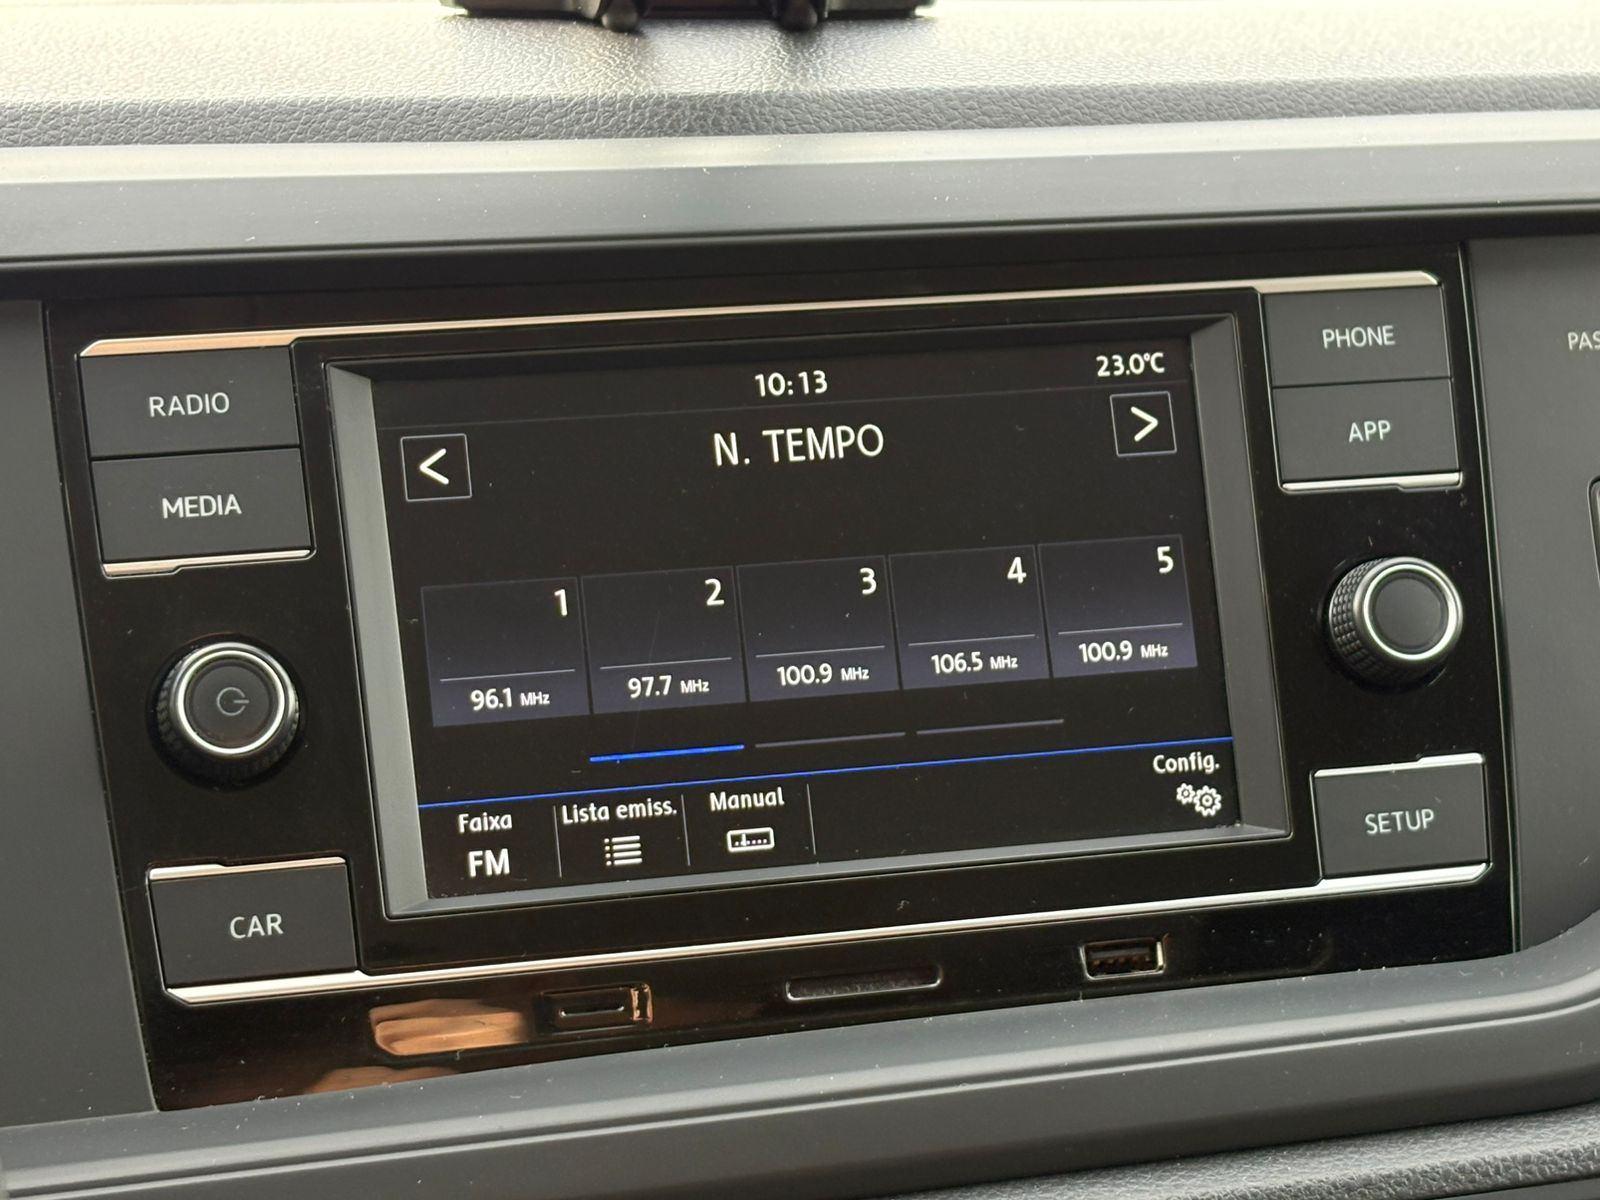 RADIO
MEDIA
CAR
10:13
23.0°C
<
N. TEMPO
>
1
2
3
4
5
96.1 MHz
97.7 MHz
100.9 MHz
106.5 MHz
100.9 MHz
Faixa
FM
Lista emiss.
Manual
Config.
PHONE
APP
SETUP
PAS